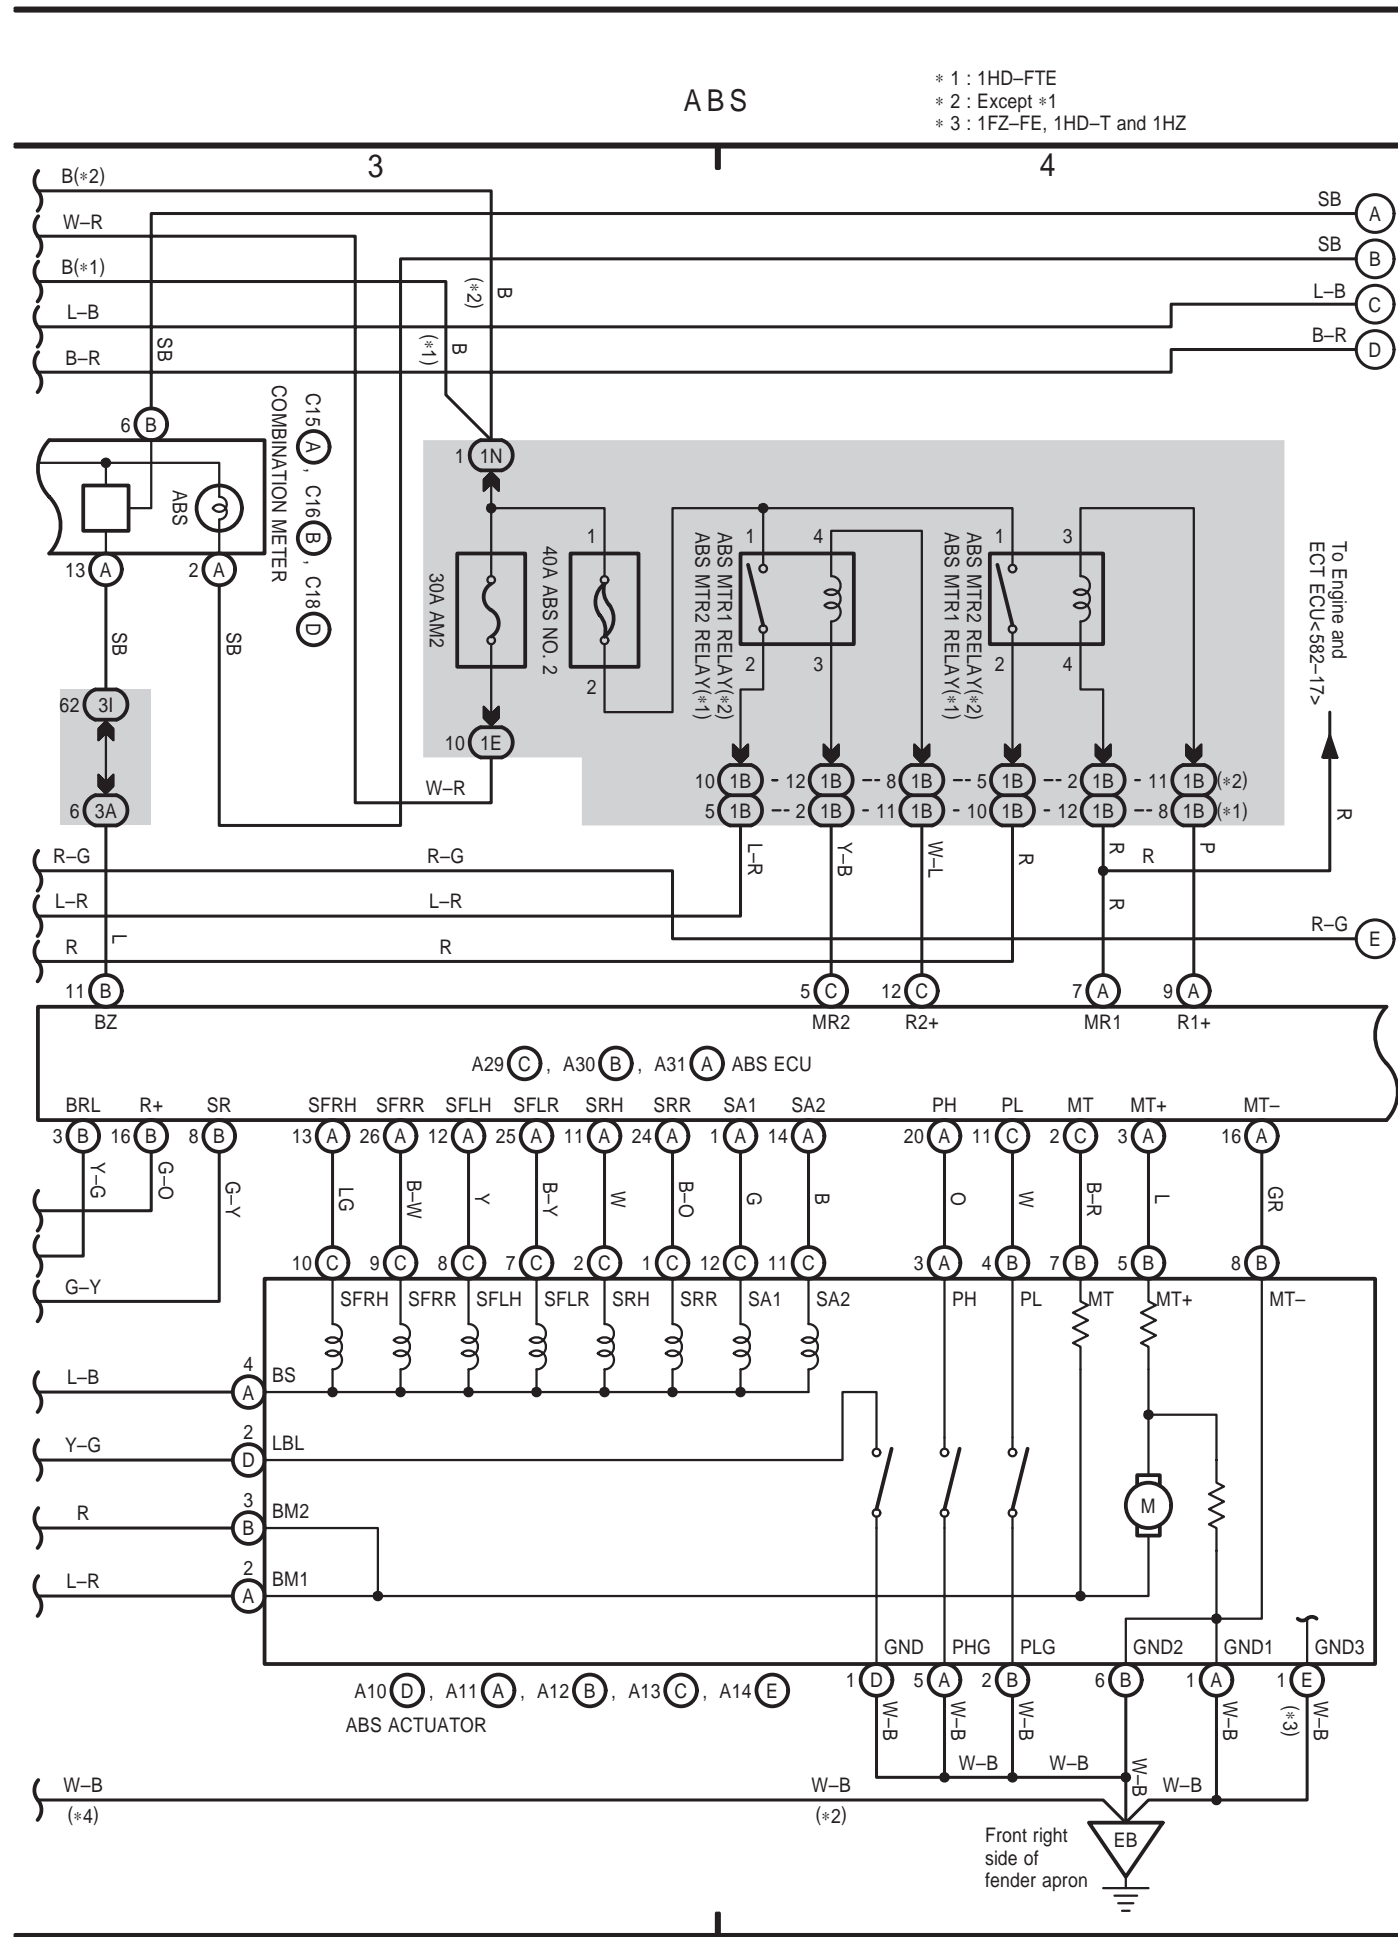 ABS
* 1 : 1HD–FTE
* 2 : Except *1
* 3 : 1FZ–FE, 1HD–T and 1HZ
3
4
B(*2)
W–R
B(*1)
L–B
B–R
SB
A
SB
B
L–B
C
B–R
D
SB
B
(*2)
B
(*1)
6 B
C15 A , C16 B , C18 D
COMBINATION METER
ABS
13 A
2 A
SB
SB
62 3I
6 3A
1 1N
30A AM2
10 1E
W–R
1
40A ABS NO. 2
2
ABS MTR1 RELAY(*2)
ABS MTR2 RELAY(*1)
1
4
2
3
ABS MTR2 RELAY(*2)
ABS MTR1 RELAY(*1)
1
3
2
4
To Engine and
ECT ECU<582–17>
10 1B - 12 1B -- 8 1B -- 5 1B -- 2 1B - 11 1B (*2)
5 1B -- 2 1B - 11 1B - 10 1B - 12 1B -- 8 1B (*1)
R
L–R
Y–B
W–L
R
R
R
P
R
R–G
R–G
L–R
L–R
R
R
L
R–G
E
11 B
5 C
12 C
7 A
9 A
BZ
MR2
R2+
MR1
R1+
A29 C , A30 B , A31 A ABS ECU
BRL R+ SR SFRH SFRR SFLH SFLR SRH SRR SA1 SA2 PH PL MT MT+ MT–
3 B 16 B 8 B 13 A 26 A 12 A 25 A 11 A 24 A 1 A 14 A 20 A 11 C 2 C 3 A 16 A
Y–G G–O G–Y LG B–W Y B–Y W B–O G B O W B–R L GR
10 C 9 C 8 C 7 C 2 C 1 C 12 C 11 C 3 A 4 B 7 B 5 B 8 B
G–Y
SFRH SFRR SFLH SFLR SRH SRR SA1 SA2 PH PL MT MT+ MT–
L–B
4
A
BS
Y–G
2
D
LBL
R
3
B
BM2
L–R
2
A
BM1
M
GND PHG PLG GND2 GND1 GND3
1 D 5 A 2 B 6 B 1 A 1 E
A10 D , A11 A , A12 B , A13 C , A14 E
ABS ACTUATOR
W–B W–B W–B W–B W–B W–B
(*3)
W–B
W–B
W–B
W–B
(*4)
W–B
(*2)
EB
Front right
side of
fender apron